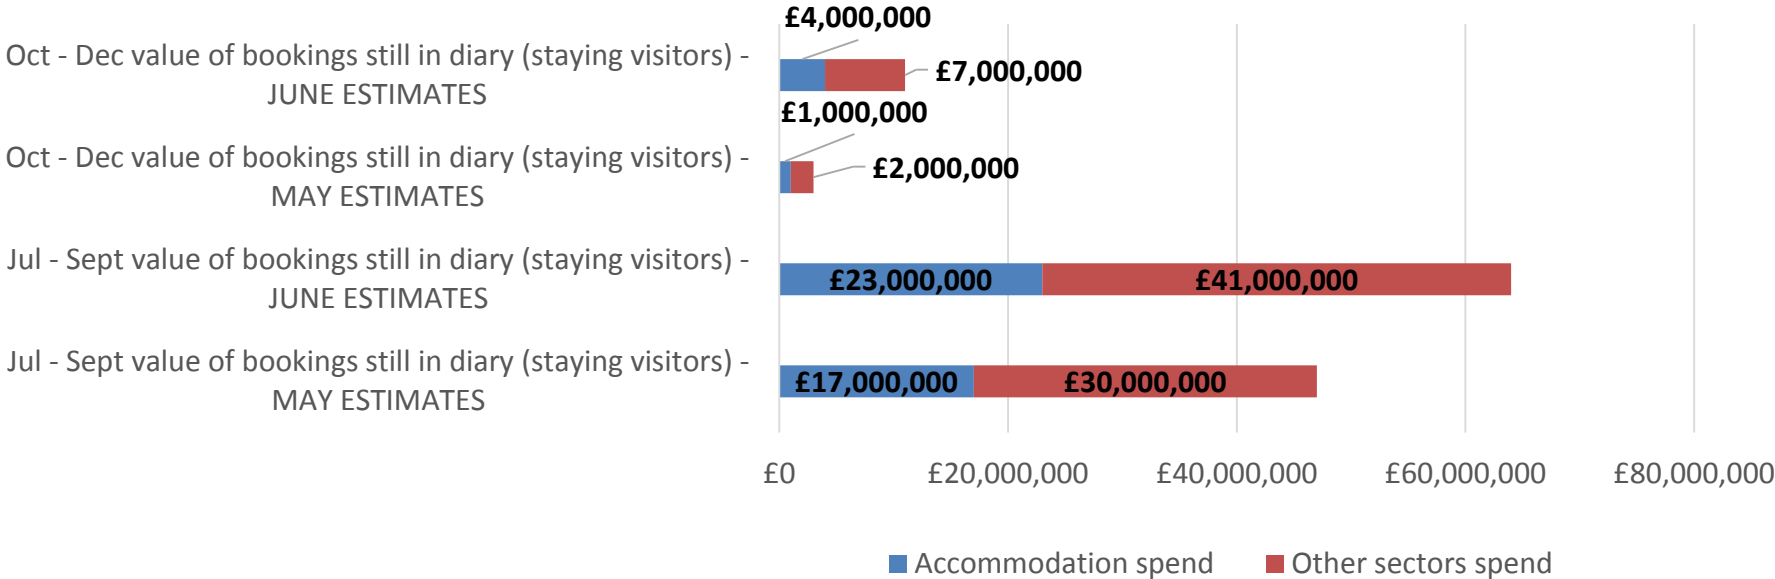 £4,000,000
Oct - Dec value of bookings still in diary (staying visitors) -
JUNE ESTIMATES
£7,000,000
£1,000,000
Oct - Dec value of bookings still in diary (staying visitors) -
MAY ESTIMATES
£2,000,000
Jul - Sept value of bookings still in diary (staying visitors) -
JUNE ESTIMATES
£23,000,000
£41,000,000
Jul - Sept value of bookings still in diary (staying visitors) -
MAY ESTIMATES
£17,000,000
£30,000,000
£0
£20,000,000
£40,000,000
£60,000,000
£80,000,000
Accommodation spend
Other sectors spend